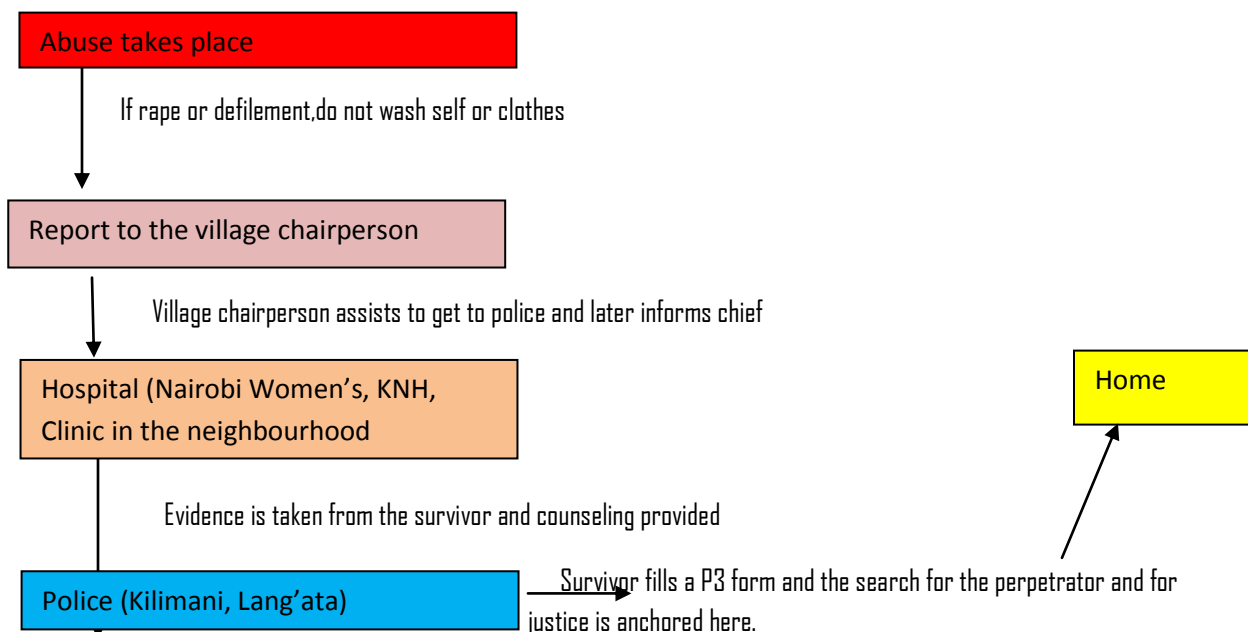 Abuse takes place
If rape or defilement,do not wash self or clothes
Report to the village chairperson
Village chairperson assists to get to police and later informs chief
Hospital (Nairobi Women's, KNH,
Clinic in the neighbourhood
Home
Evidence is taken from the survivor and counseling provided
Police (Kilimani, Lang'ata)
Survivor fills a P3 form and the search for the perpetrator and for
justice is anchored here.